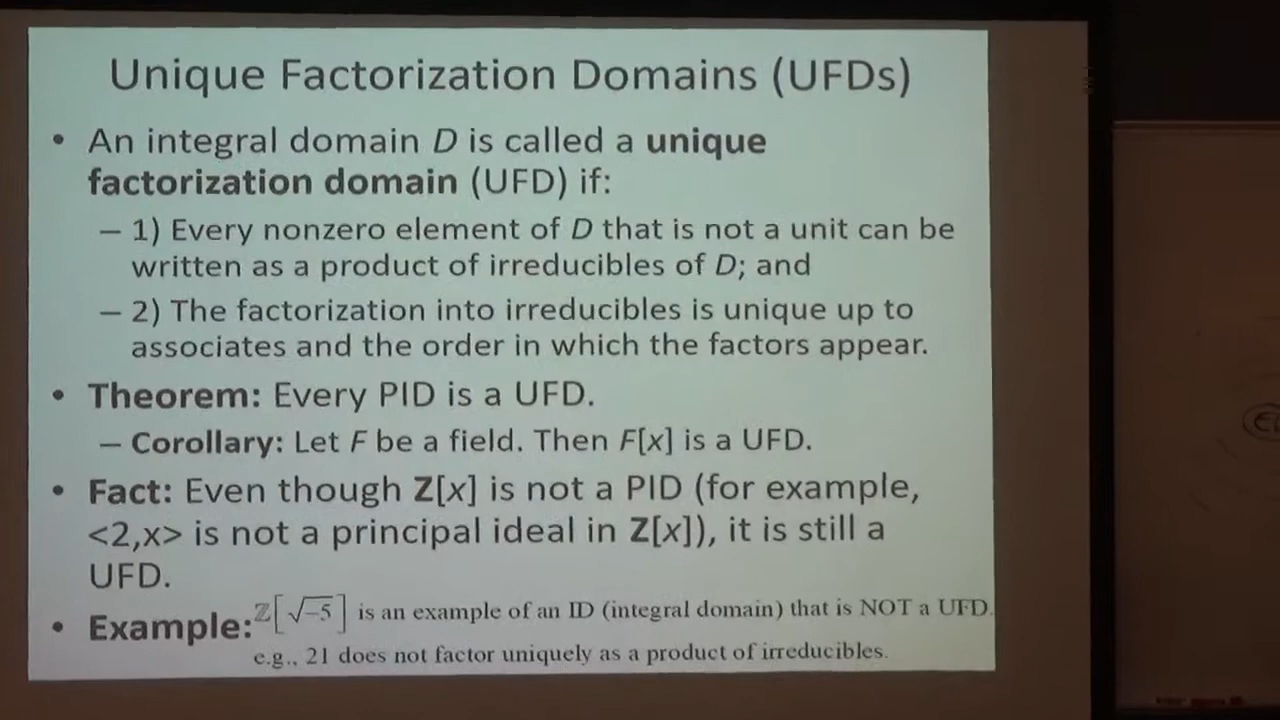 Unique Factorization Domains (UFDs)
• An integral domain D is called a unique
factorization domain (UFD) if:
– 1) Every nonzero element of D that is not a unit can be
written as a product of irreducibles of D; and
– 2) The factorization into irreducibles is unique up to
associates and the order in which the factors appear.
• Theorem: Every PID is a UFD.
– Corollary: Let F be a field. Then F[x] is a UFD.
• Fact: Even though Z[x] is not a PID (for example,
<2,x> is not a principal ideal in Z[x]), it is still a
UFD.
• Example: ℤ[√-5] is an example of an ID (integral domain) that is NOT a UFD.
e.g., 21 does not factor uniquely as a product of irreducibles.